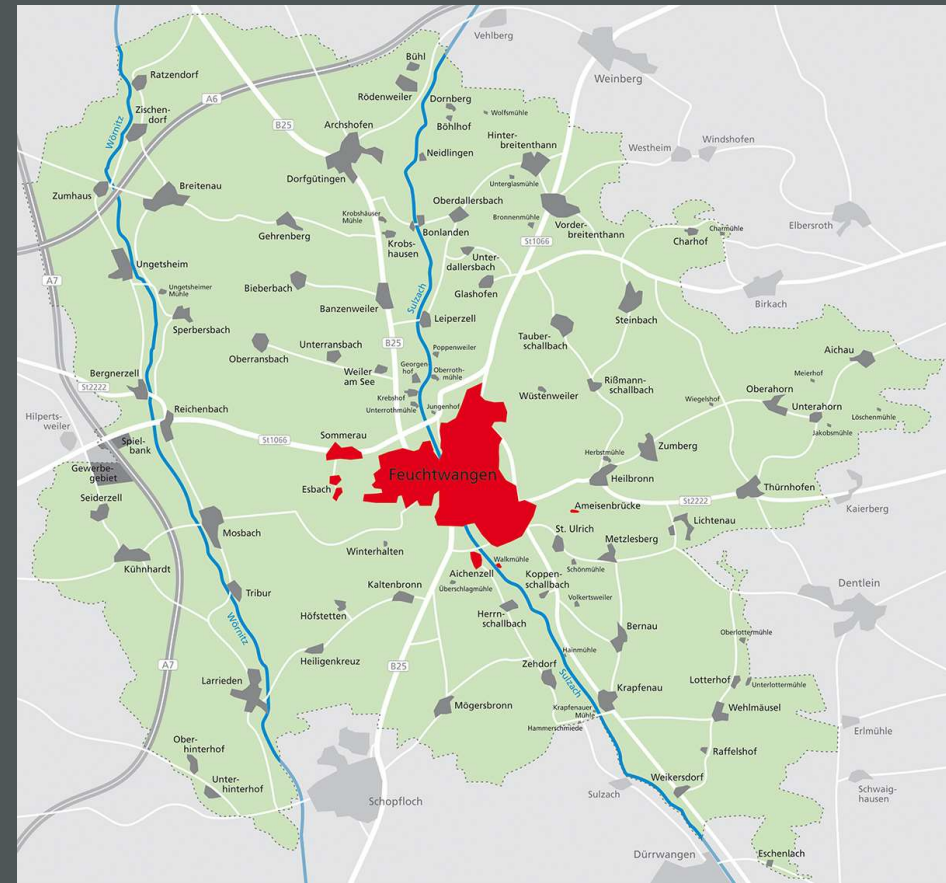 Vehlberg
Weinberg
Bühl
Ratzendorf
Rödenweiler
Dornberg
A6
Zischen-
dorf
Wolfsmühle
Wörnitz
B25
Archshofen
Böhlhof
Hinter-
breitenthann
Westheim
Windshofen
Neidlingen
Dorfgütingen
Unterglasmühle
Zumhaus
Breitenau
Oberdallersbach
Krobshäuser
Mühle
Bronnenmühle
Vorder-
breitenthann
Elbersroth
Gehrenberg
Bonlanden
Charmühle
Charhof
Krobs-
hausen
St1066
Unter-
dallersbach
Ungetsheim
A7
Ungetsheimer
Mühle
Bieberbach
Glashofen
Birkach
Sulzach
Banzenweiler
Leiperzell
Steinbach
Sperbersbach
Tauber-
schallbach
B25
Unterransbach
Oberransbach
Poppenweiler
Aichau
Weiler
am See
Georgen-
hof
Oberroth-
mühle
Bergnerzell
St2222
Meierhof
Rißmann-
schallbach
Oberahorn
Wüstenweiler
Krebshof
Unterrothmühle
Jungenhof
Wiegelshof
Unterahorn
Löschenmühle
Jakobsmühle
Hilperts-
weiler
Reichenbach
Spiel-
bank
St1066
Sommerau
Zumberg
Herbstmühle
Gewerbe-
gebiet
Feuchtwangen
Heilbronn
Thürnhofen
Esbach
Seiderzell
St2222
Ameisenbrücke
Kaierberg
Lichtenau
Mosbach
St. Ulrich
Metzlesberg
Winterhalten
Walkmühle
Kühnhardt
Aichenzell
Schönmühle
Koppen-
schallbach
Dentlein
Kaltenbronn
Überschlagmühle
Tribur
Volkertsweiler
Höfstetten
Herrn-
schallbach
Wörnitz
Bernau
Oberlottermühle
Hainmühle
Heiligenkreuz
A7
B25
Zehdorf
Larrieden
Sulzach
Lotterhof
Unterlottermühle
Krapfenau
Mögersbronn
Krapfenauer
Mühle
Wehlmäusel
Hammerschmiede
Erlmühle
Ober-
hinterhof
Raffelshof
Unter-
hinterhof
Weikersdorf
Sulzach
Schwaig-
hausen
Schopfloch
Dürrwangen
Eschenlach